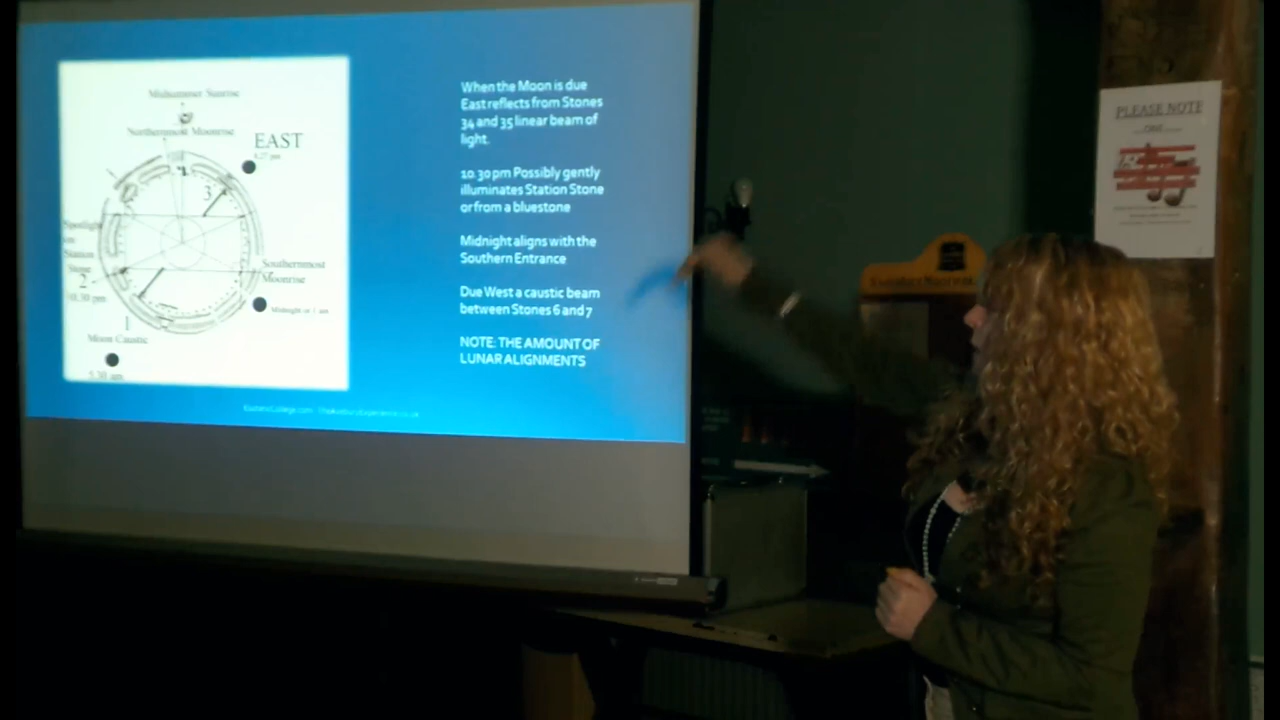 Midsummer Sunrise
Northernmost Moonrise
EAST
3
Spotlight
on
Station
Stone
2
10.30 pm
Southernmost
Moonrise
Midnight or 1 am
1
Moon Caustic
5.30 am
When the Moon is due
East reflects from Stones
34 and 35 linear beam of
light.
10.30pm Possibly gently
illuminates Station Stone
or from a bluestone
Midnight aligns with the
Southern Entrance
Due West a caustic beam
between Stones 6 and 7
NOTE: THE AMOUNT OF
LUNAR ALIGNMENTS
PLEASE NOTE